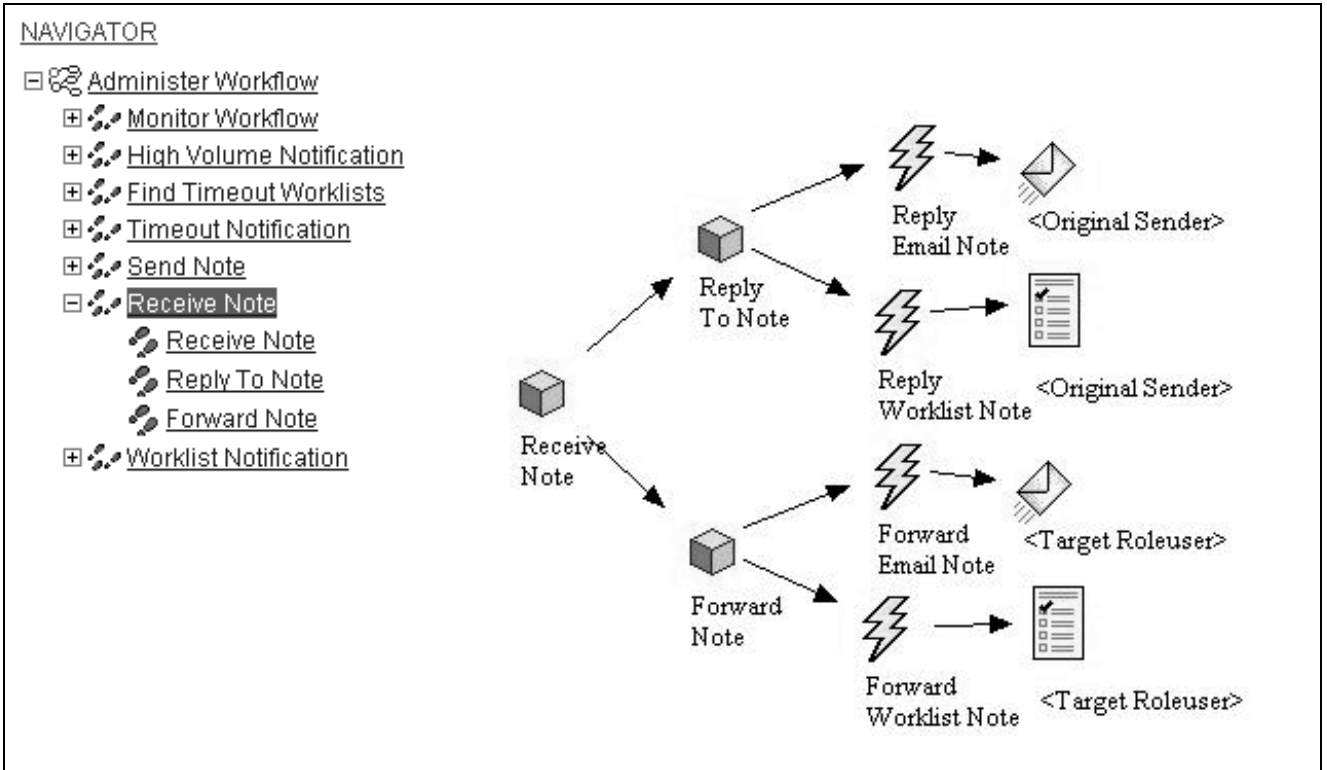 NAVIGATOR
Administer Workflow
Monitor Workflow
High Volume Notification
Find Timeout Worklists
Timeout Notification
Send Note
Receive Note
Receive Note
Reply To Note
Forward Note
Worklist Notification
Reply
Email Note
<Original Sender>
Reply
To Note
Reply
Worklist Note
<Original Sender>
Receive
Note
Forward
Email Note
<Target Roleuser>
Forward
Note
Forward
Worklist Note
<Target Roleuser>